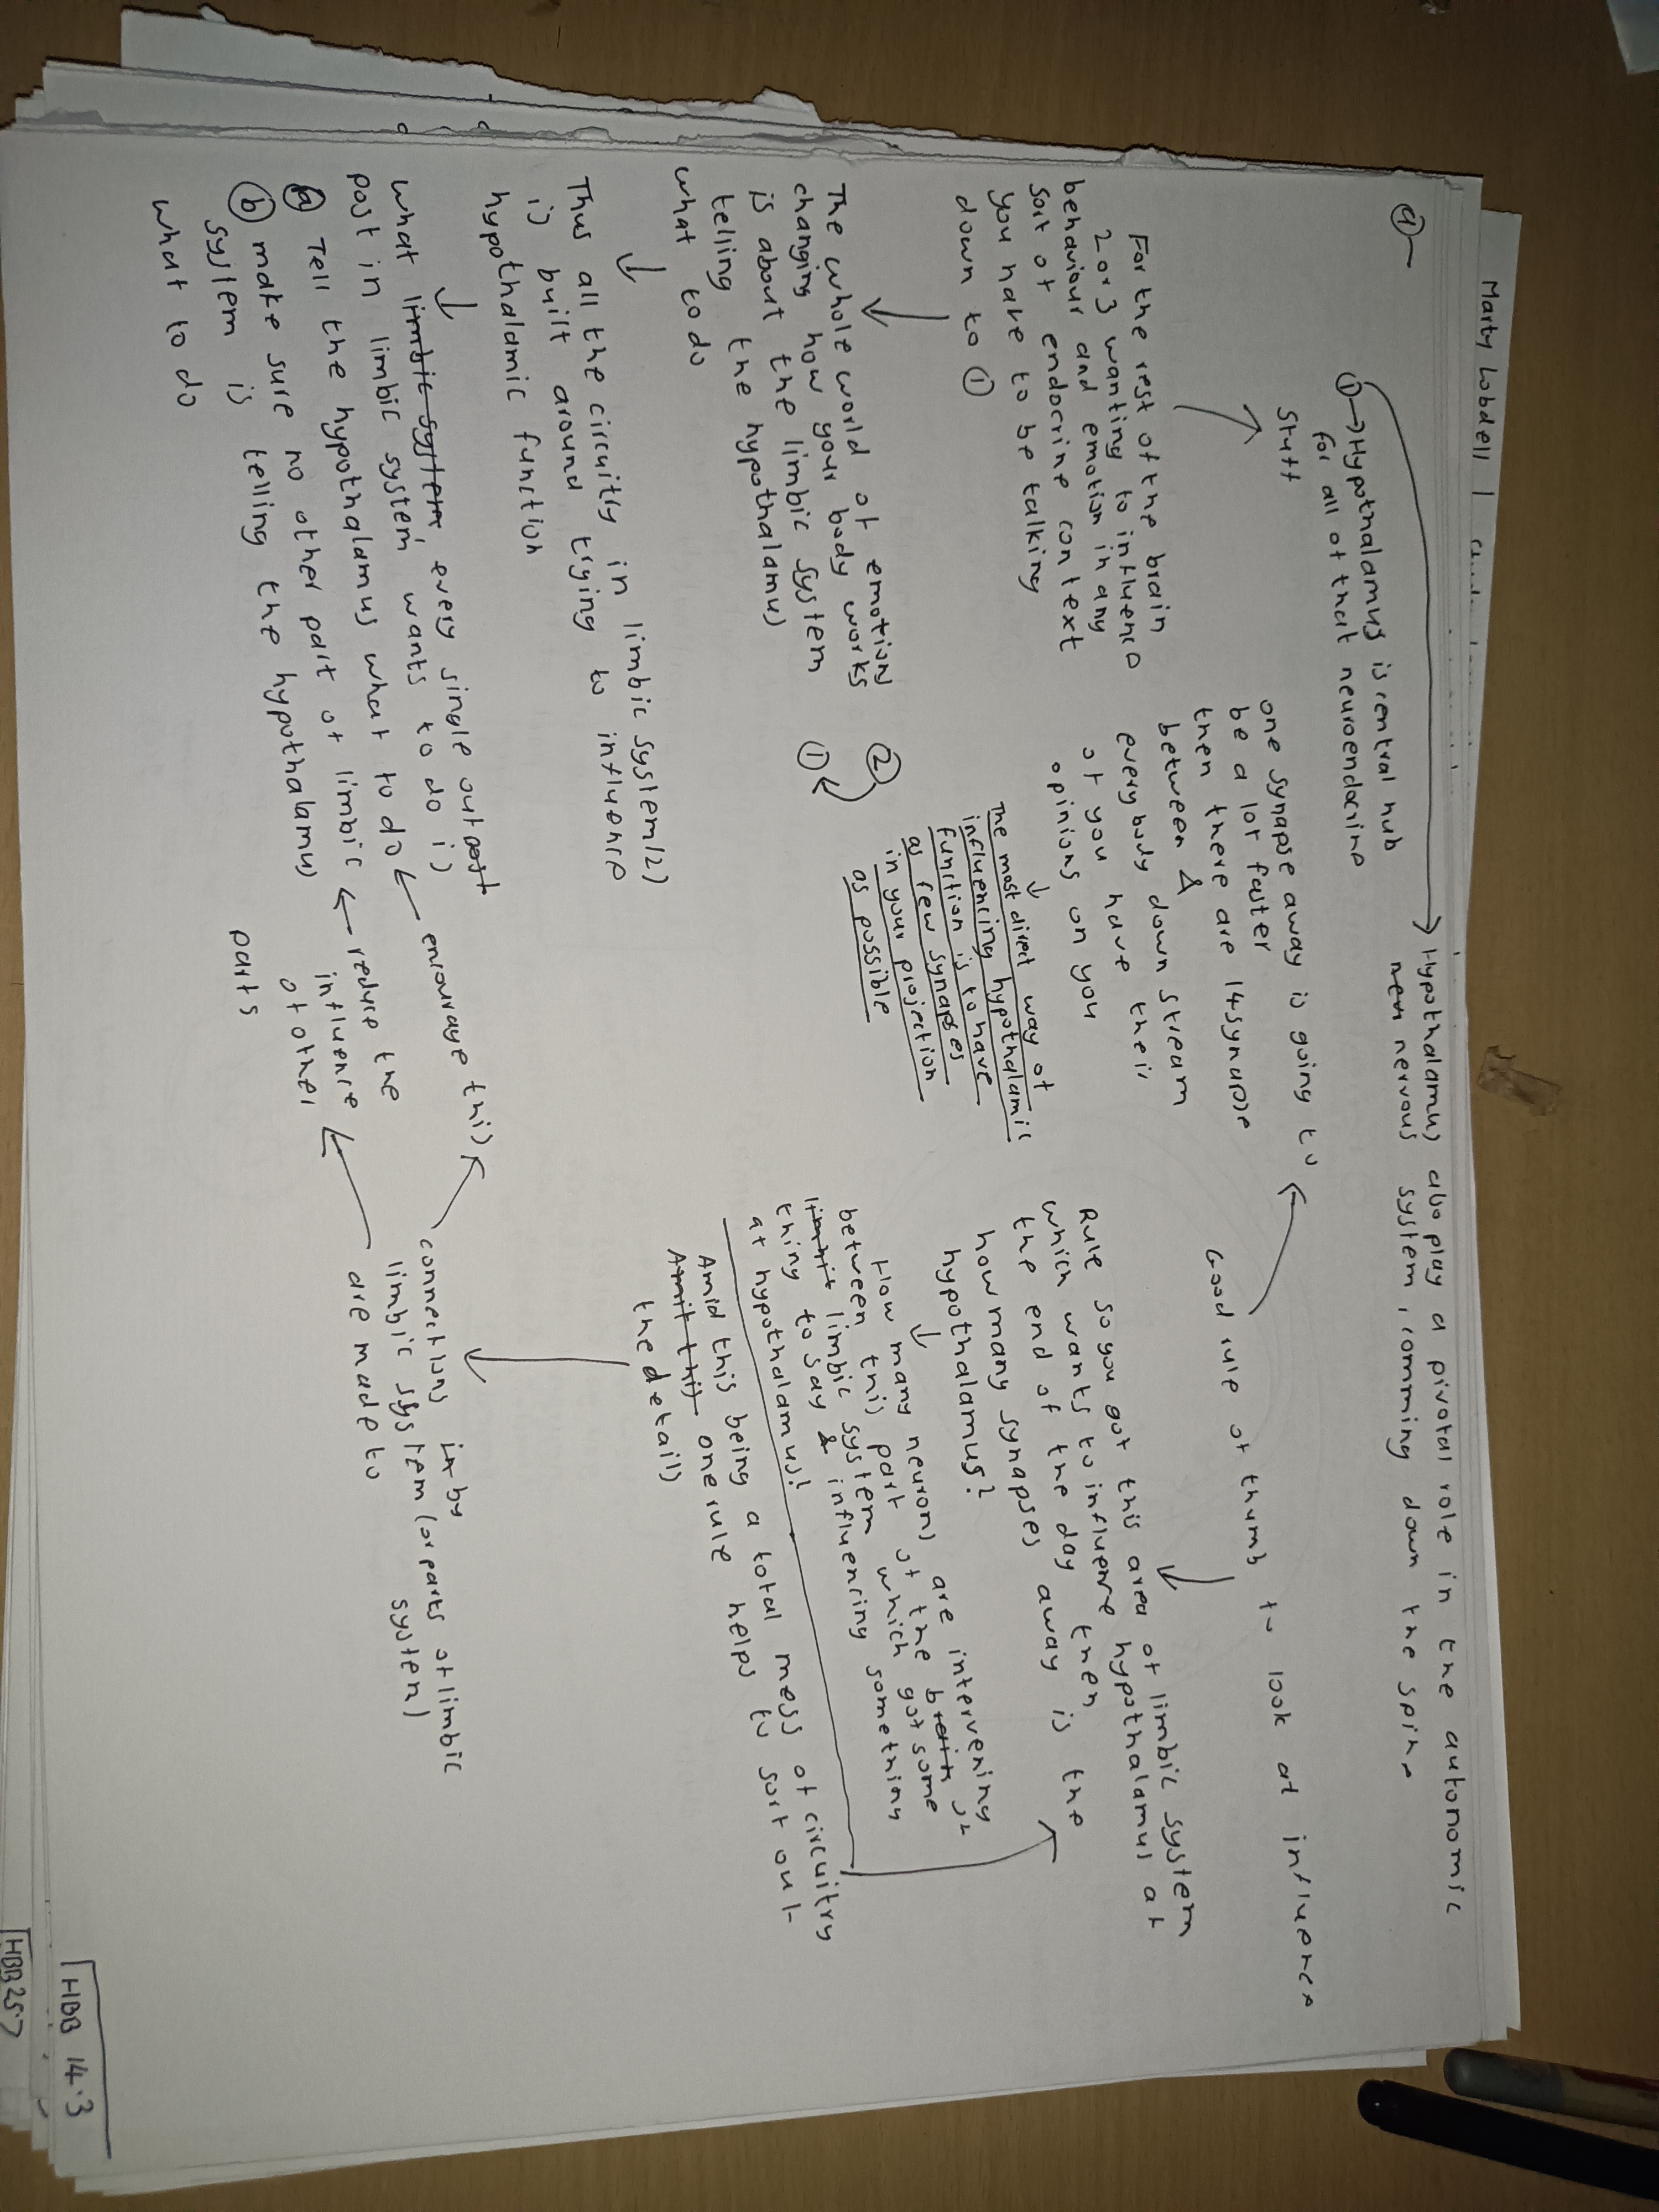 Marty Lobdell |
④
① → Hypothalamus is central hub
for all of that neuroendocrine
stuff
→ Hypothalamus also play a pivotal role in the autonomic
nervous system, comming down the spine
For the rest of the brain
2 or 3 wanting to influence
behaviour and emotion in any
sort of endocrine context
you have to be talking
down to ①
↓
The whole world of emotion
changing how your body works
is about the limbic system
telling the hypothalamus
what to do
②
①
↓
Thus all the circuitry in limbic system (2)
is built around trying to influence
hypothalamic function
↓
what limbic system, every single outpost
post in limbic system, wants to do is
ⓐ Tell the hypothalamus what to do ← encourage this
ⓑ make sure no other part of limbic ← reduce the
system is telling the hypothalamus
what to do
influence
of other
parts
one synapse away is going to
be a lot faster
then there are 14 synapse
between &
every body down stream
of you have their
opinions on you
↓
The most direct way of
influencing hypothalamic
function is to have
as few synapses
in your projection
as possible
Good rule of thumb to look at influence
↓
Rule so you got this area of limbic system
which wants to influence hypothalamus at
the end of the day then
how many synapses away is the
hypothalamus?
↓
How many neurons are intervening
between this part of the
limbic system which got some
thing to say & influencing something
at hypothalamus!
Amid this being a total mess of circuitry
Amit this one rule helps to sort out
the details
↓
connections by
limbic system (or parts of limbic
system)
are made to
HBB 14.3
HBB 25.7